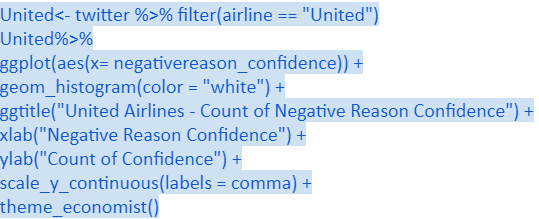 United<- twitter %>% filter(airline == "United")
United%>%
ggplot(aes(x= negativereason_confidence)) +
geom_histogram(color = "white") +
ggtitle("United Airlines - Count of Negative Reason Confidence") +
xlab("Negative Reason Confidence") +
ylab("Count of Confidence") +
scale_y_continuous(labels = comma) +
theme_economist()